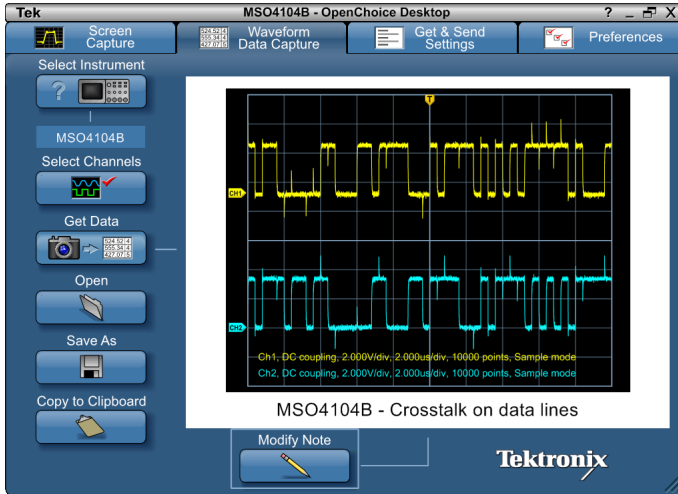 Tek
MSO4104B - OpenChoice Desktop
? _ X
Screen
Capture
Waveform
Data Capture
Get & Send
Settings
Preferences
Select Instrument
?
MSO4104B
Select Channels
Get Data
Open
Save As
Copy to Clipboard
T
CH1
CH2
Ch1, DC coupling, 2.000V/div, 2.000us/div, 10000 points, Sample mode
Ch2, DC coupling, 2.000V/div, 2.000us/div, 10000 points, Sample mode
MSO4104B - Crosstalk on data lines
Modify Note
Tektronix